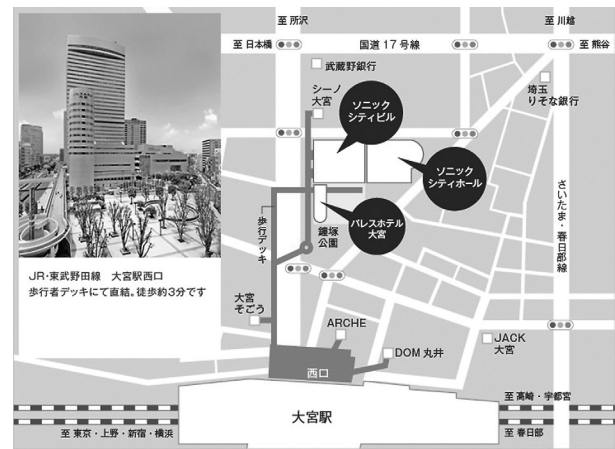 至 所沢
至 川越
至 日本橋
国道17号線
至 熊谷
武蔵野銀行
シーノ
大宮
ソニック
シティビル
埼玉
りそな銀行
ソニック
シティホール
さいたま・春日部線
歩行デッキ
鐘塚
公園
パレスホテル
大宮
JR・東武野田線 大宮駅西口
歩行者デッキにて直結。徒歩約3分です
大宮
そごう
ARCHE
DOM 丸井
JACK
大宮
西口
大宮駅
至 高崎・宇都宮
至 東京・上野・新宿・横浜
至 春日部